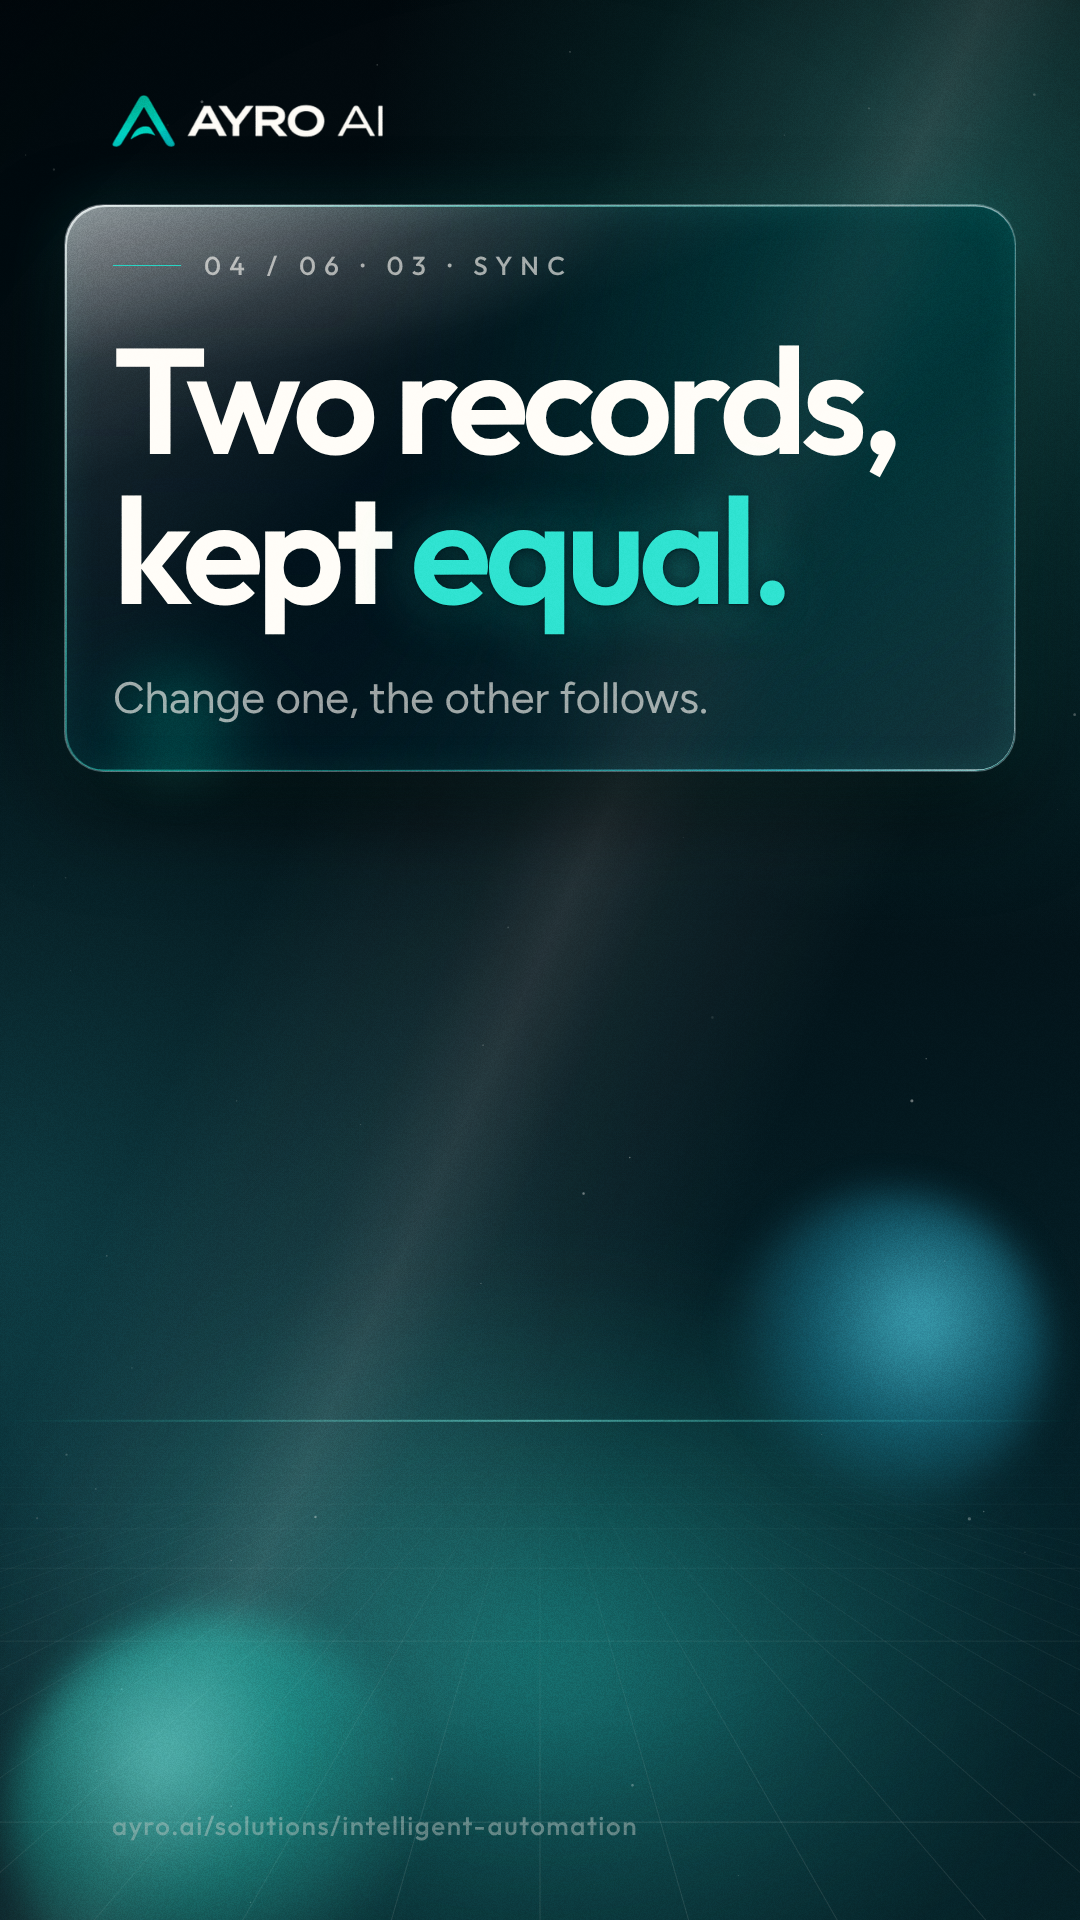 AYRO AI
04 / 06 · 03 · SYNC
Two records,
kept equal.
Change one, the other follows.
ayro.ai/solutions/intelligent-automation